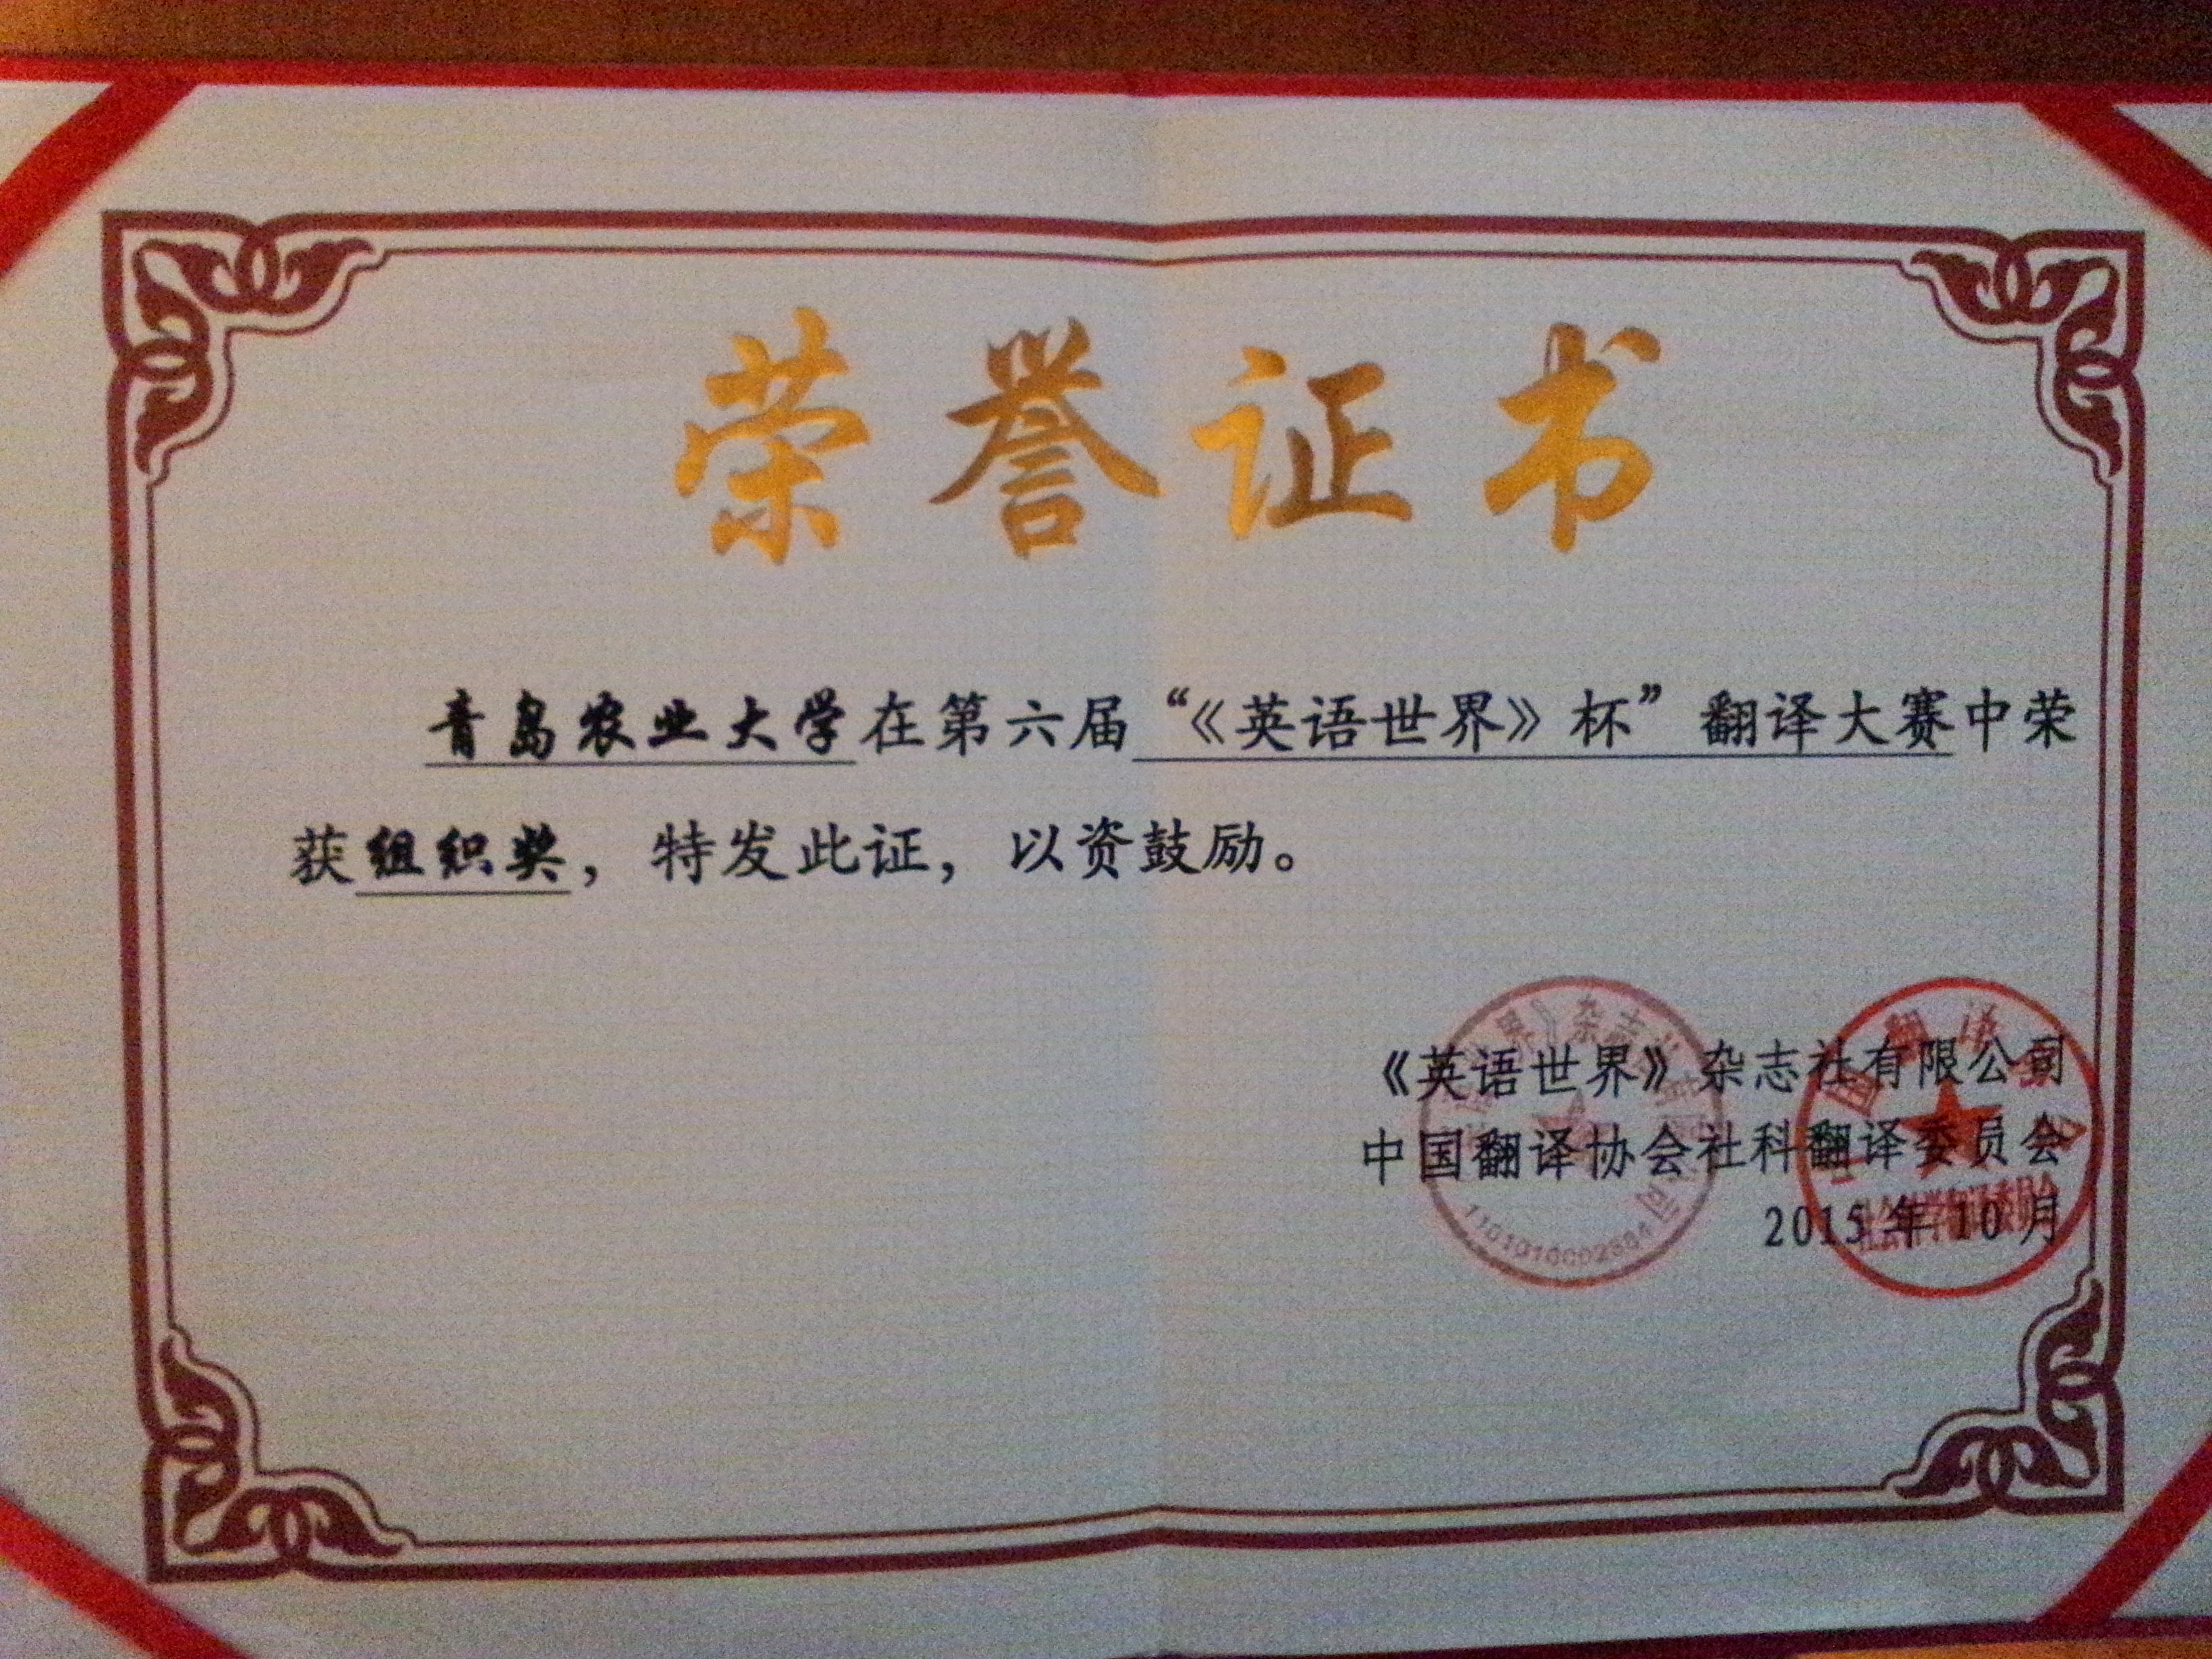 荣誉证书
青岛农业大学在第六届“《英语世界》杯”翻译大赛中荣
获组织奖，特发此证，以资鼓励。
《英语世界》杂志社有限公司
中国翻译协会社科翻译委员会
2015年10月